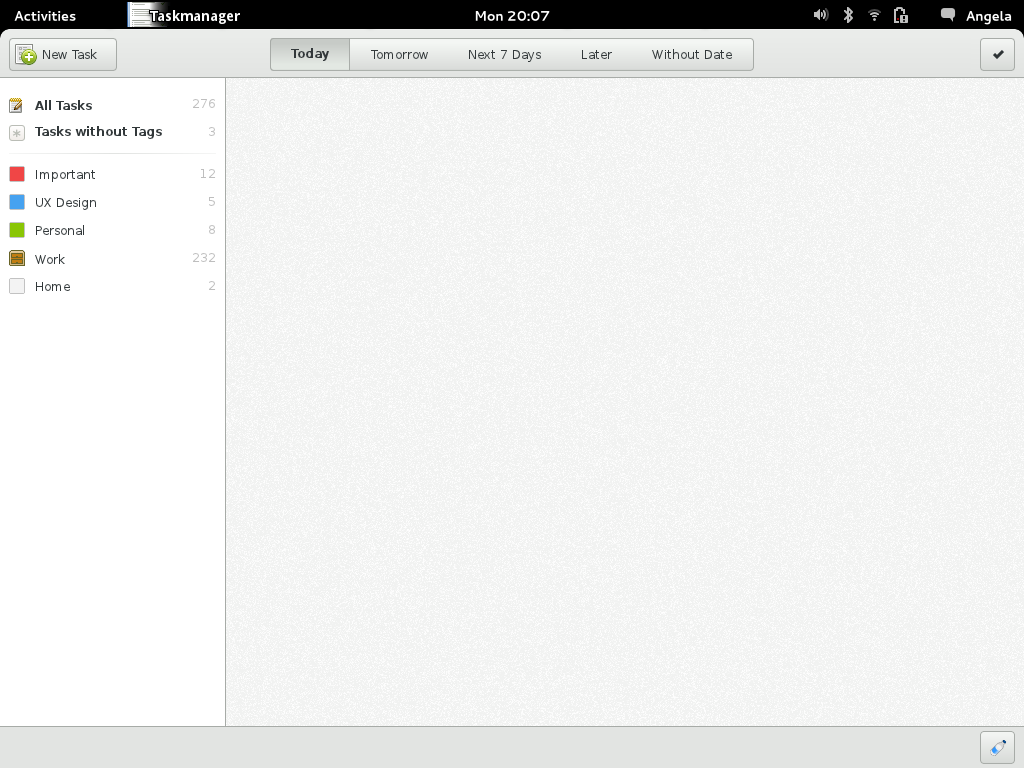 Activities Taskmanager Mon 20:07 Angela
New Task Today Tomorrow Next 7 Days Later Without Date
All Tasks 276
Tasks without Tags 3
Important 12
UX Design 5
Personal 8
Work 232
Home 2